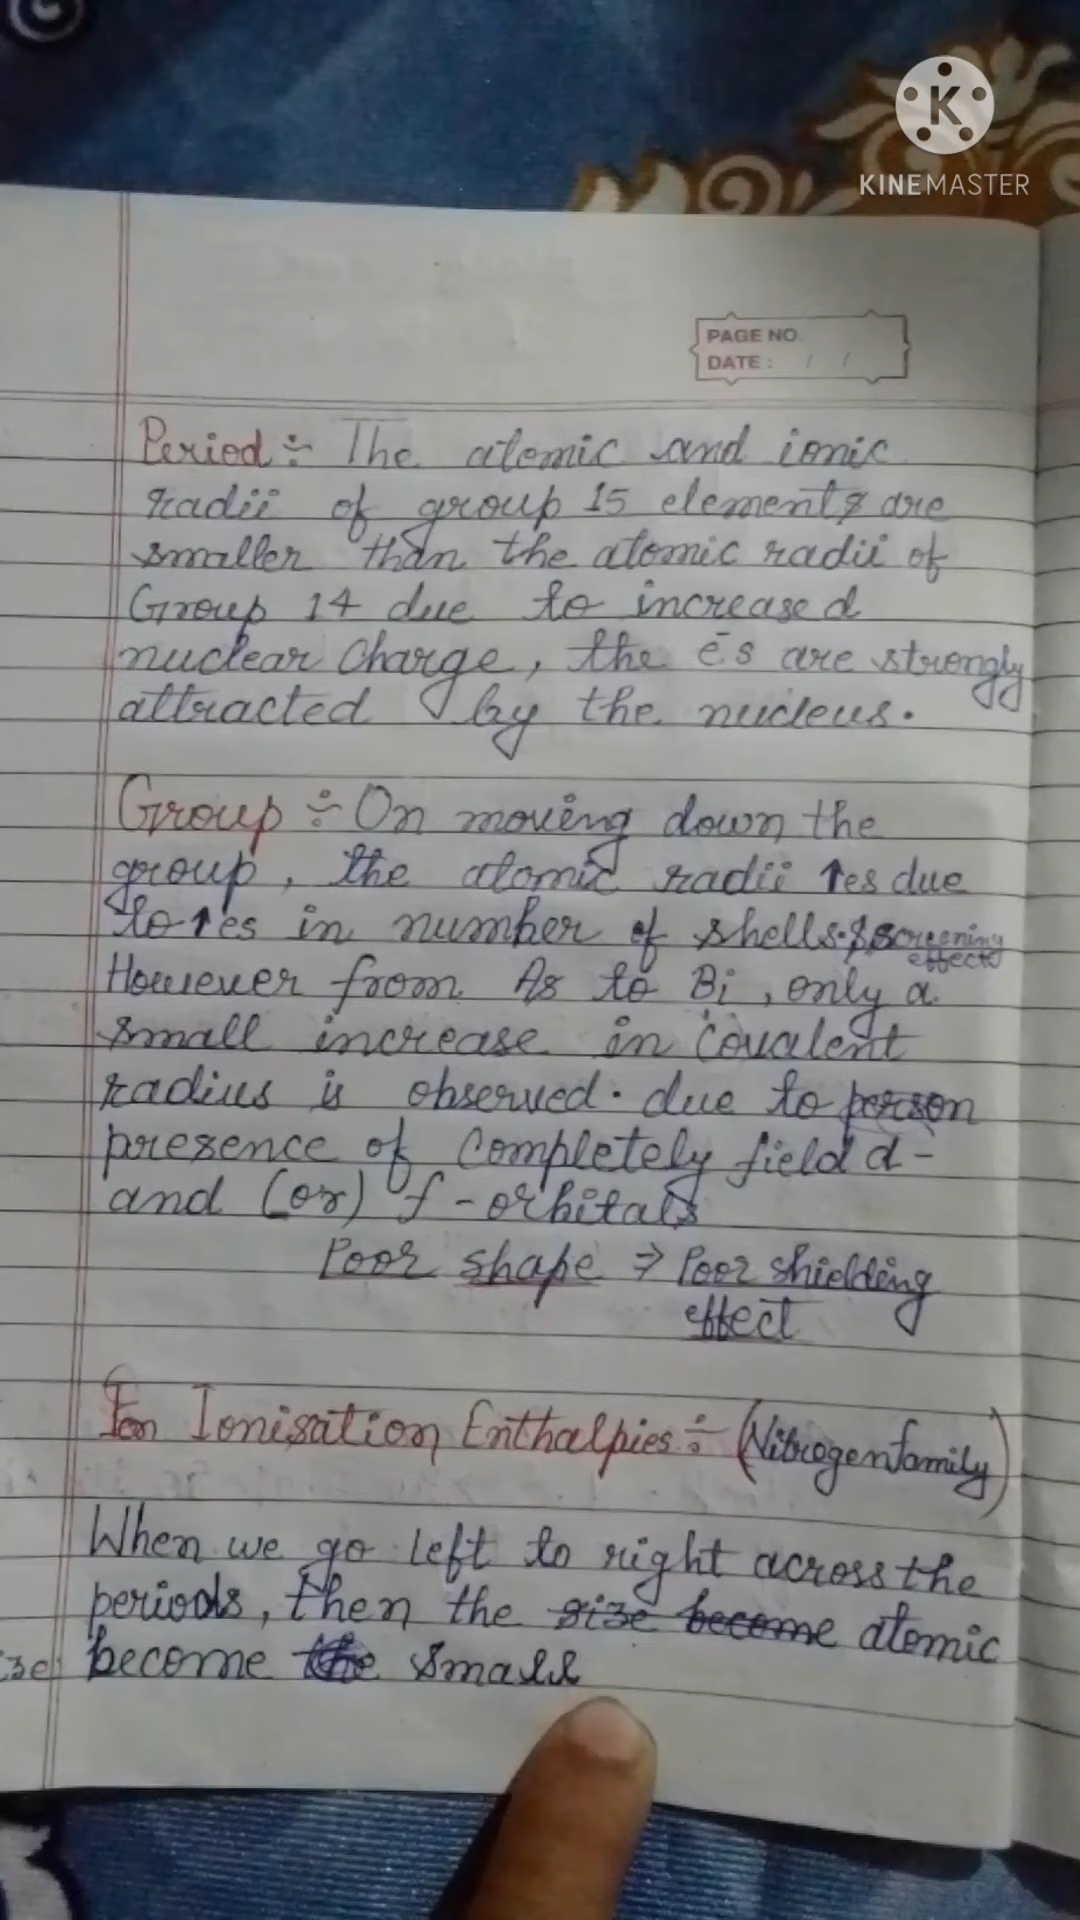 KINEMASTER
PAGE NO.
DATE : / /
Period ÷ The atomic and ionic
radii of group 15 elements are
smaller than the atomic radii of
Group 14 due to increased
nuclear charge, the ēs are strongly
attracted by the nucleus.
Group ÷ On moving down the
group, the atomic radii ↑es due
to ↑es in number of shells. & screening
effects
However from As to Bi, only a
small increase in covalent
radius is observed. due to
presence of completely field d-
and (or) f-orbitals
Poor shape ⇒ Poor shielding
effect
Ionisation Enthalpies ÷ (Nitrogen family)
When we go left to right across the
periods, then the size become atomic
ze become the small